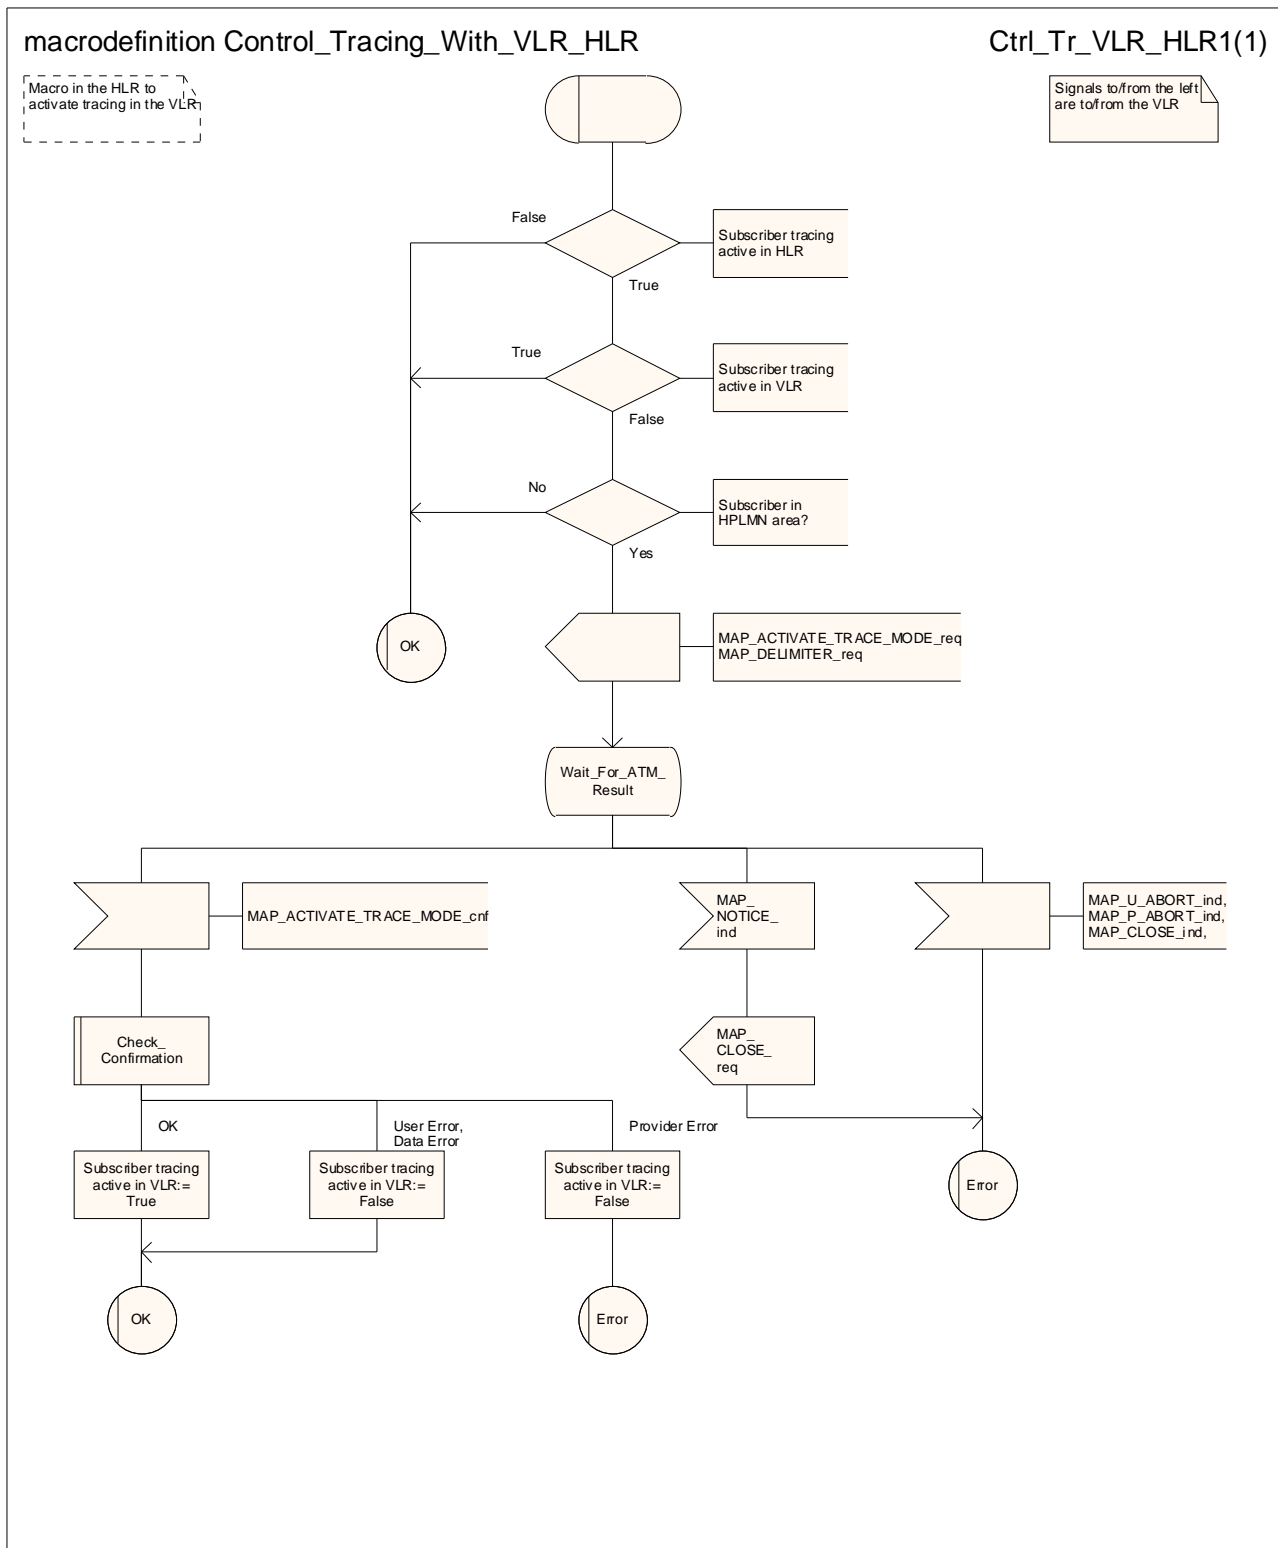 macrodefinition Control_Tracing_With_VLR_HLR
Ctrl_Tr_VLR_HLR1(1)
Macro in the HLR to
activate tracing in the VLR
Signals to/from the left
are to/from the VLR
False
Subscriber tracing
active in HLR
True
True
Subscriber tracing
active in VLR
False
No
Subscriber in
HPLMN area?
Yes
OK
MAP_ACTIVATE_TRACE_MODE_req
MAP_DELIMITER_req
Wait_For_ATM_
Result
MAP_ACTIVATE_TRACE_MODE_cnf
MAP_
NOTICE_
ind
MAP_U_ABORT_ind,
MAP_P_ABORT_ind,
MAP_CLOSE_ind,
Check_
Confirmation
MAP_
CLOSE_
req
OK
User Error,
Data Error
Provider Error
Subscriber tracing
active in VLR:=
True
Subscriber tracing
active in VLR:=
False
Subscriber tracing
active in VLR:=
False
Error
OK
Error